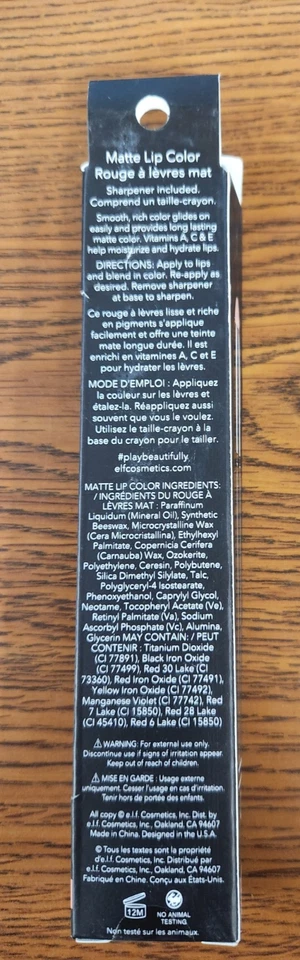 Matte Lip Color
Rouge à lèvres mat
Sharpener included.
Comprend un taille-crayon.
Smooth, rich color glides on
easily and provides long lasting
matte color. Vitamins A, C & E
help moisturize and hydrate lips.
DIRECTIONS: Apply to lips
and blend in color. Re-apply as
desired. Remove sharpener
at base to sharpen.
Ce rouge à lèvres lisse et riche
en pigments s'applique
facilement et offre une teinte
mate longue durée. Il est
enrichi en vitamines A, C et E
pour hydrater les lèvres.
MODE D'EMPLOI : Appliquez
la couleur sur les lèvres et
étalez-la. Réappliquez aussi
souvent que vous le voulez.
Utilisez le taille-crayon à la
base du crayon pour le tailler.
#playbeautifully
elfcosmetics.com
MATTE LIP COLOR INGREDIENTS:
/ INGRÉDIENTS DU ROUGE À
LÈVRES MAT : Paraffinum
Liquidum (Mineral Oil), Synthetic
Beeswax, Microcrystalline Wax
(Cera Microcristallina), Ethylhexyl
Palmitate, Copernicia Cerifera
(Carnauba) Wax, Ozokerite,
Polyethylene, Ceresin, Polybutene,
Silica Dimethyl Silylate, Talc,
Polyglyceryl-4 Isostearate,
Phenoxyethanol, Caprylyl Glycol,
Neotame, Tocopheryl Acetate (Ve),
Retinyl Palmitate (Va), Sodium
Ascorbyl Phosphate (Vc), Alumina,
Glycerin MAY CONTAIN: / PEUT
CONTENIR : Titanium Dioxide
(CI 77891), Black Iron Oxide
(CI 77499), Red 30 Lake (CI
73360), Red Iron Oxide (CI 77491),
Yellow Iron Oxide (CI 77492),
Manganese Violet (CI 77742), Red
7 Lake (CI 15850), Red 28 Lake
(CI 45410), Red 6 Lake (CI 15850)
WARNING: For external use only.
Discontinue use if signs of irritation appear.
Keep out of reach of children.
MISE EN GARDE : Usage externe
uniquement. Cesser l'usage en cas d'irritation.
Tenir hors de portée des enfants.
All copy © e.l.f. Cosmetics, Inc. Dist. by
e.l.f. Cosmetics, Inc., Oakland, CA 94607
Made in China. Designed in the U.S.A.
© Tous les textes sont la propriété
d'e.l.f. Cosmetics, Inc. Distribué par
e.l.f. Cosmetics, Inc., Oakland, CA 94607
Fabriqué en Chine. Conçu aux États-Unis.
12M
NO ANIMAL
TESTING.
Non testé sur les animaux.